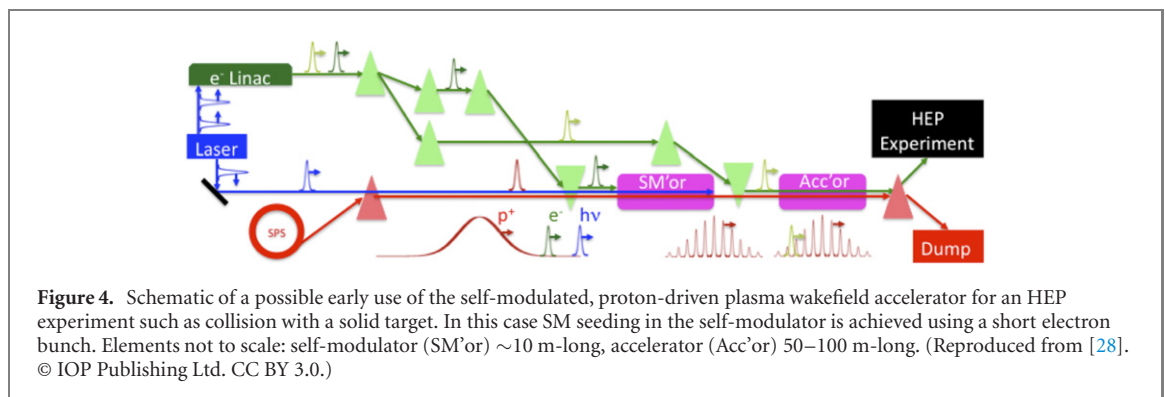 e⁻ Linac
Laser
HEP
Experiment
SM'or
Acc'or
SPS
p⁺
e⁻
hν
Dump
Figure 4. Schematic of a possible early use of the self-modulated, proton-driven plasma wakefield accelerator for an HEP
experiment such as collision with a solid target. In this case SM seeding in the self-modulator is achieved using a short electron
bunch. Elements not to scale: self-modulator (SM'or) ∼10 m-long, accelerator (Acc'or) 50–100 m-long. (Reproduced from [28].
© IOP Publishing Ltd. CC BY 3.0.)